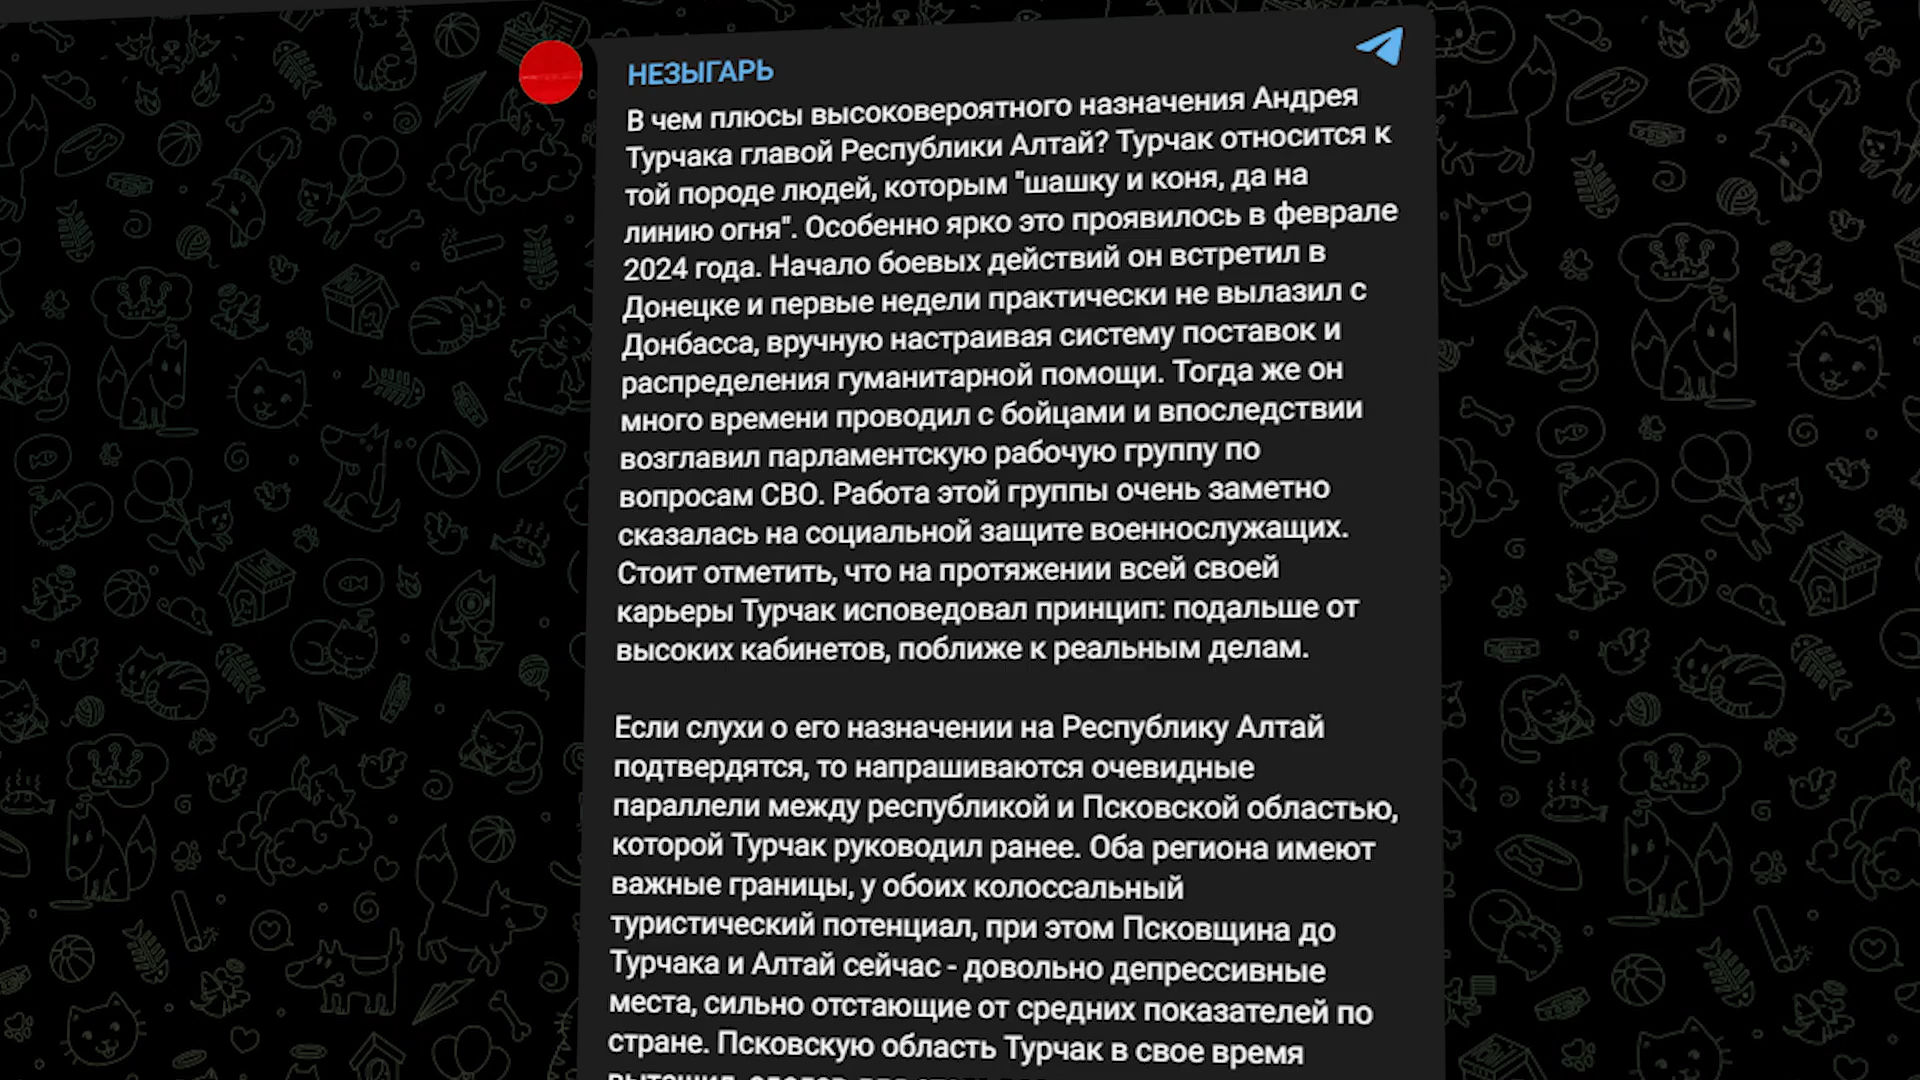 НЕЗЫГАРЬ
В чем плюсы высоковероятного назначения Андрея
Турчака главой Республики Алтай? Турчак относится к
той породе людей, которым "шашку и коня, да на
линию огня". Особенно ярко это проявилось в феврале
2024 года. Начало боевых действий он встретил в
Донецке и первые недели практически не вылазил с
Донбасса, вручную настраивая систему поставок и
распределения гуманитарной помощи. Тогда же он
много времени проводил с бойцами и впоследствии
возглавил парламентскую рабочую группу по
вопросам СВО. Работа этой группы очень заметно
сказалась на социальной защите военнослужащих.
Стоит отметить, что на протяжении всей своей
карьеры Турчак исповедовал принцип: подальше от
высоких кабинетов, поближе к реальным делам.
Если слухи о его назначении на Республику Алтай
подтвердятся, то напрашиваются очевидные
параллели между республикой и Псковской областью,
которой Турчак руководил ранее. Оба региона имеют
важные границы, у обоих колоссальный
туристический потенциал, при этом Псковщина до
Турчака и Алтай сейчас - довольно депрессивные
места, сильно отстающие от средних показателей по
стране. Псковскую область Турчак в свое время